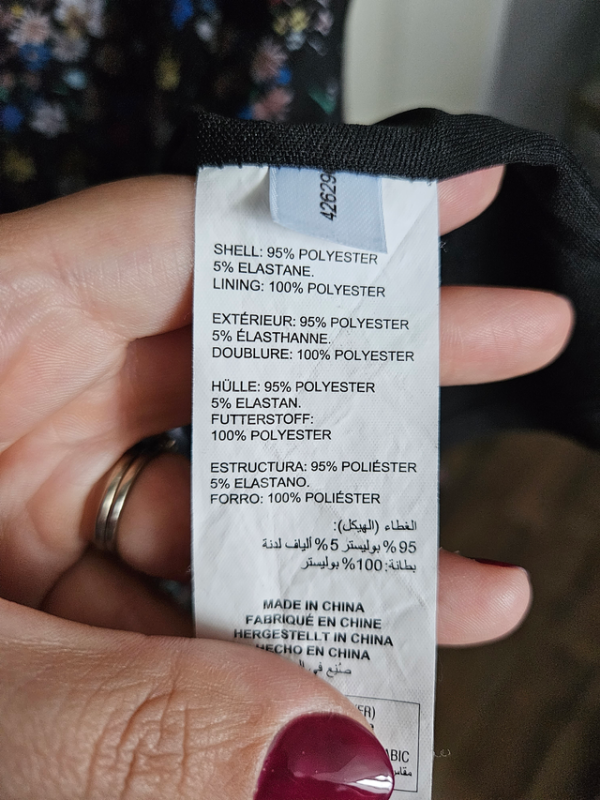 42629
SHELL: 95% POLYESTER
5% ELASTANE.
LINING: 100% POLYESTER
EXTÉRIEUR: 95% POLYESTER
5% ÉLASTHANNE.
DOUBLURE: 100% POLYESTER
HÜLLE: 95% POLYESTER
5% ELASTAN.
FUTTERSTOFF:
100% POLYESTER
ESTRUCTURA: 95% POLIÉSTER
5% ELASTANO.
FORRO: 100% POLIÉSTER
الغطاء (الهيكل):
95% بوليستر 5% ألياف لدنة
بطانة: 100% بوليستر
MADE IN CHINA
FABRIQUÉ EN CHINE
HERGESTELLT IN CHINA
HECHO EN CHINA
صنع في